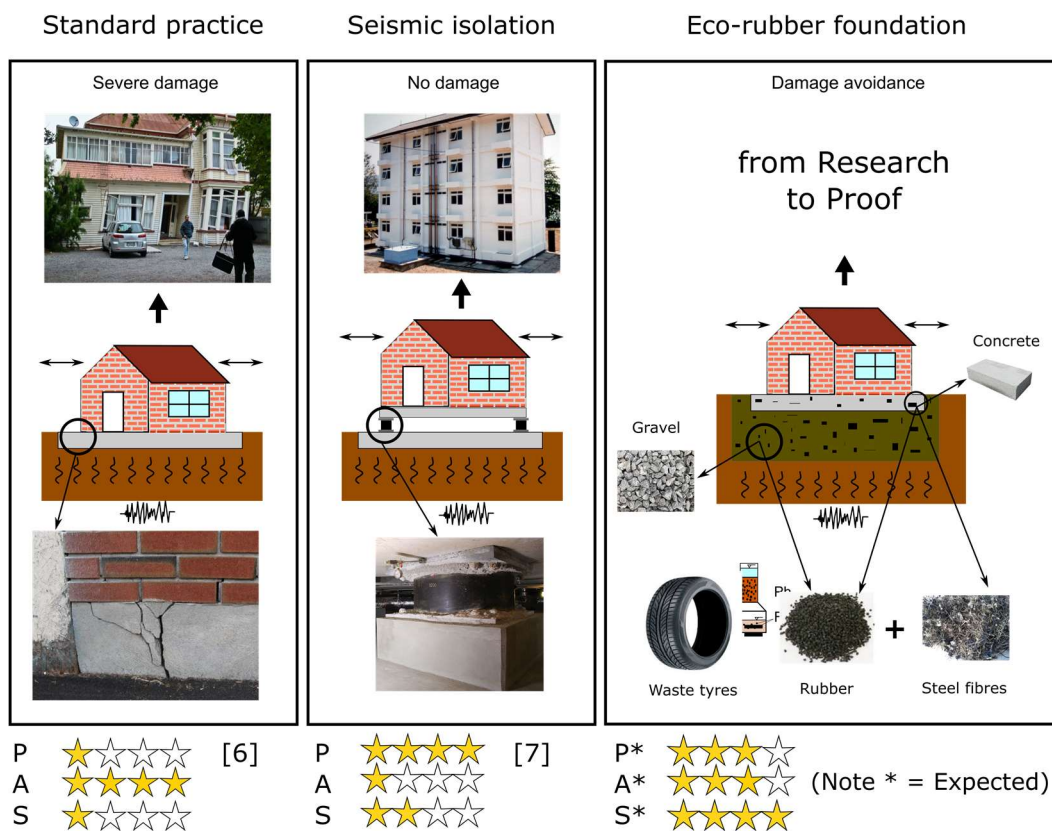 Standard practice
Seismic isolation
Eco-rubber foundation
Severe damage
No damage
Damage avoidance
from Research
to Proof
Concrete
Gravel
Waste tyres
Rubber
Steel fibres
P
[6]
A
S
P
[7]
A
S
P*
A*
(Note * = Expected)
S*